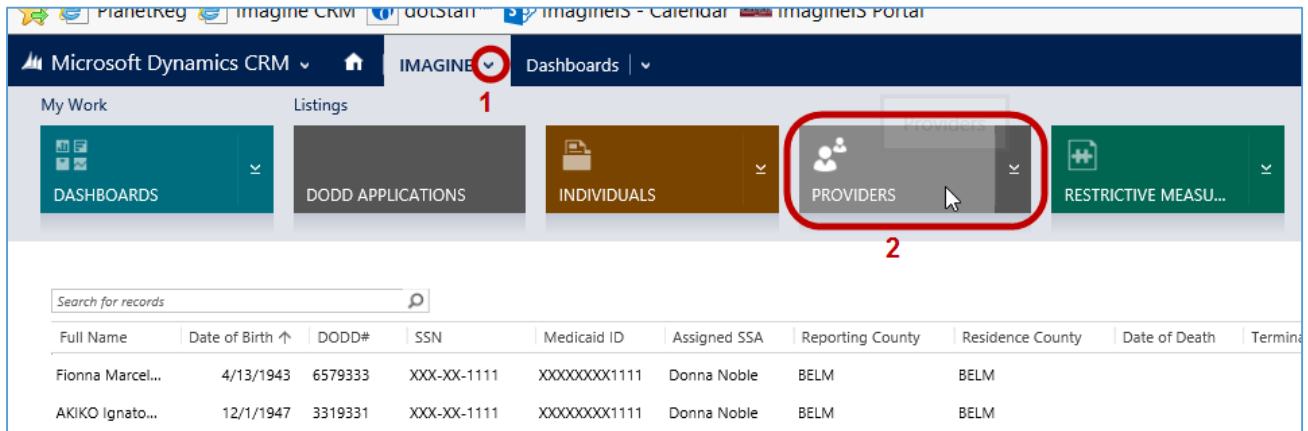 PlanetReg Imagine CRM dotStaff™ ImagineIS - Calendar ImagineIS Portal
Microsoft Dynamics CRM IMAGINE Dashboards
1
My Work Listings
Providers
DASHBOARDS DODD APPLICATIONS INDIVIDUALS PROVIDERS RESTRICTIVE MEASU...
2
Search for records
Full Name Date of Birth ↑ DODD# SSN Medicaid ID Assigned SSA Reporting County Residence County Date of Death Termina
Fionna Marcel... 4/13/1943 6579333 XXX-XX-1111 XXXXXXXX1111 Donna Noble BELM BELM
AKIKO Ignato... 12/1/1947 3319331 XXX-XX-1111 XXXXXXXX1111 Donna Noble BELM BELM